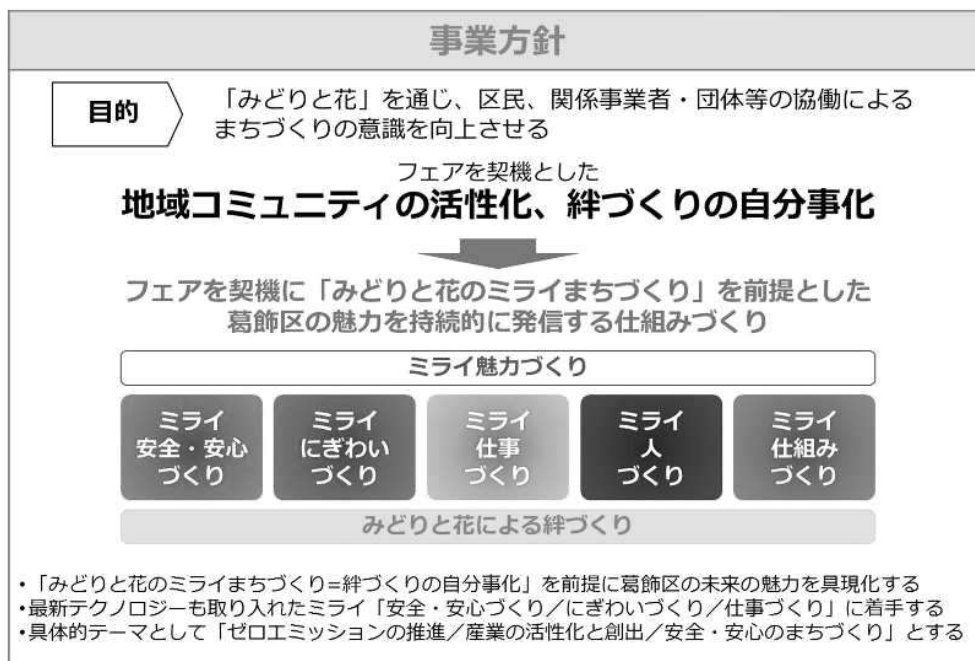 事業方針
目的
「みどりと花」を通じ、区民、関係事業者・団体等の協働による
まちづくりの意識を向上させる
フェアを契機とした
地域コミュニティの活性化、絆づくりの自分事化
フェアを契機に「みどりと花のミライまちづくり」を前提とした
葛飾区の魅力を持続的に発信する仕組みづくり
ミライ魅力づくり
ミライ
安全・安心
づくり
ミライ
にぎわい
づくり
ミライ
仕事
づくり
ミライ
人
づくり
ミライ
仕組み
づくり
みどりと花による絆づくり
・「みどりと花のミライまちづくり=絆づくりの自分事化」を前提に葛飾区の未来の魅力を具現化する
・最新テクノロジーも取り入れたミライ「安全・安心づくり／にぎわいづくり／仕事づくり」に着手する
・具体的テーマとして「ゼロエミッションの推進／産業の活性化と創出／安全・安心のまちづくり」とする